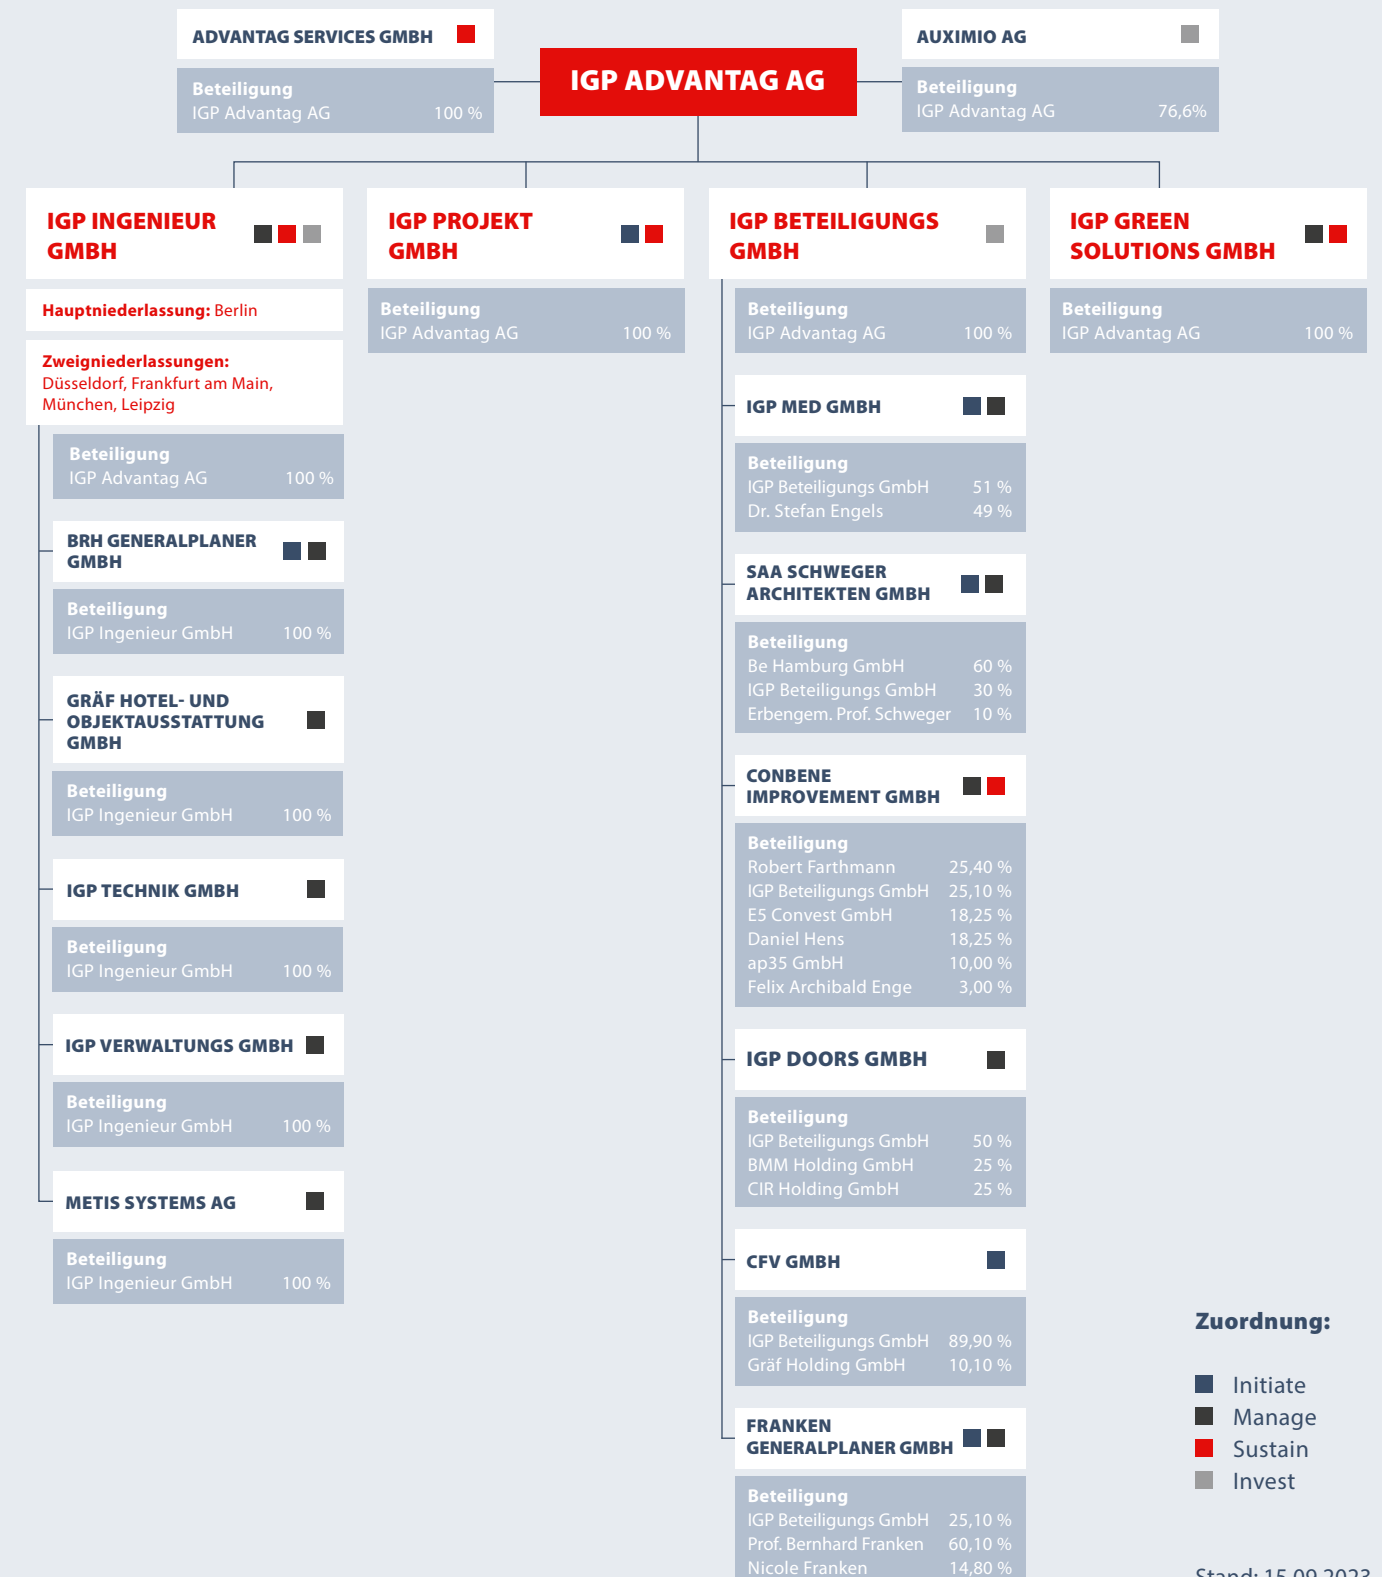 ADVANTAG SERVICES GMBH
Beteiligung
IGP Advantag AG 100 %
IGP ADVANTAG AG
AUXIMIO AG
Beteiligung
IGP Advantag AG 76,6%
IGP INGENIEUR
GMBH
Hauptniederlassung: Berlin
Zweigniederlassungen:
Düsseldorf, Frankfurt am Main,
München, Leipzig
Beteiligung
IGP Advantag AG 100 %
BRH GENERALPLANER
GMBH
Beteiligung
IGP Ingenieur GmbH 100 %
GRÄF HOTEL- UND
OBJEKTAUSSTATTUNG
GMBH
Beteiligung
IGP Ingenieur GmbH 100 %
IGP TECHNIK GMBH
Beteiligung
IGP Ingenieur GmbH 100 %
IGP VERWALTUNGS GMBH
Beteiligung
IGP Ingenieur GmbH 100 %
METIS SYSTEMS AG
Beteiligung
IGP Ingenieur GmbH 100 %
IGP PROJEKT
GMBH
Beteiligung
IGP Advantag AG 100 %
IGP BETEILIGUNGS
GMBH
Beteiligung
IGP Advantag AG 100 %
IGP MED GMBH
Beteiligung
IGP Beteiligungs GmbH 51 %
Dr. Stefan Engels 49 %
SAA SCHWEGER
ARCHITEKTEN GMBH
Beteiligung
Be Hamburg GmbH 60 %
IGP Beteiligungs GmbH 30 %
Erbengem. Prof. Schweger 10 %
CONBENE
IMPROVEMENT GMBH
Beteiligung
Robert Farthmann 25,40 %
IGP Beteiligungs GmbH 25,10 %
E5 Convest GmbH 18,25 %
Daniel Hens 18,25 %
ap35 GmbH 10,00 %
Felix Archibald Enge 3,00 %
IGP DOORS GMBH
Beteiligung
IGP Beteiligungs GmbH 50 %
BMM Holding GmbH 25 %
CIR Holding GmbH 25 %
CFV GMBH
Beteiligung
IGP Beteiligungs GmbH 89,90 %
Gräf Holding GmbH 10,10 %
FRANKEN
GENERALPLANER GMBH
Beteiligung
IGP Beteiligungs GmbH 25,10 %
Prof. Bernhard Franken 60,10 %
Nicole Franken 14,80 %
IGP GREEN
SOLUTIONS GMBH
Beteiligung
IGP Advantag AG 100 %
Zuordnung:
Initiate
Manage
Sustain
Invest
Stand: 15.09.2023